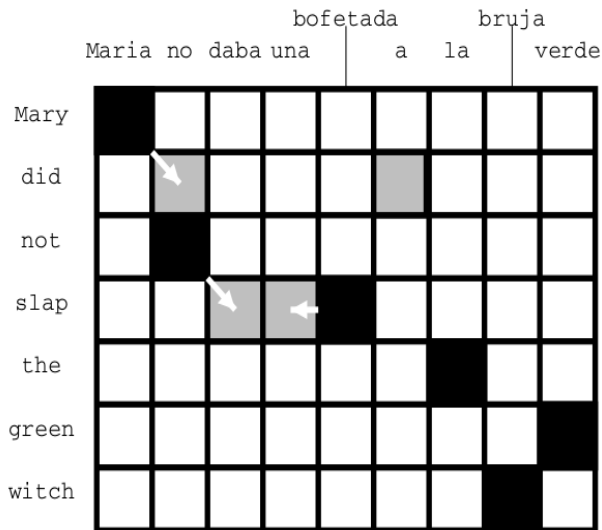 bofetada bruja
Maria no daba una a la verde
Mary
did
not
slap
the
green
witch